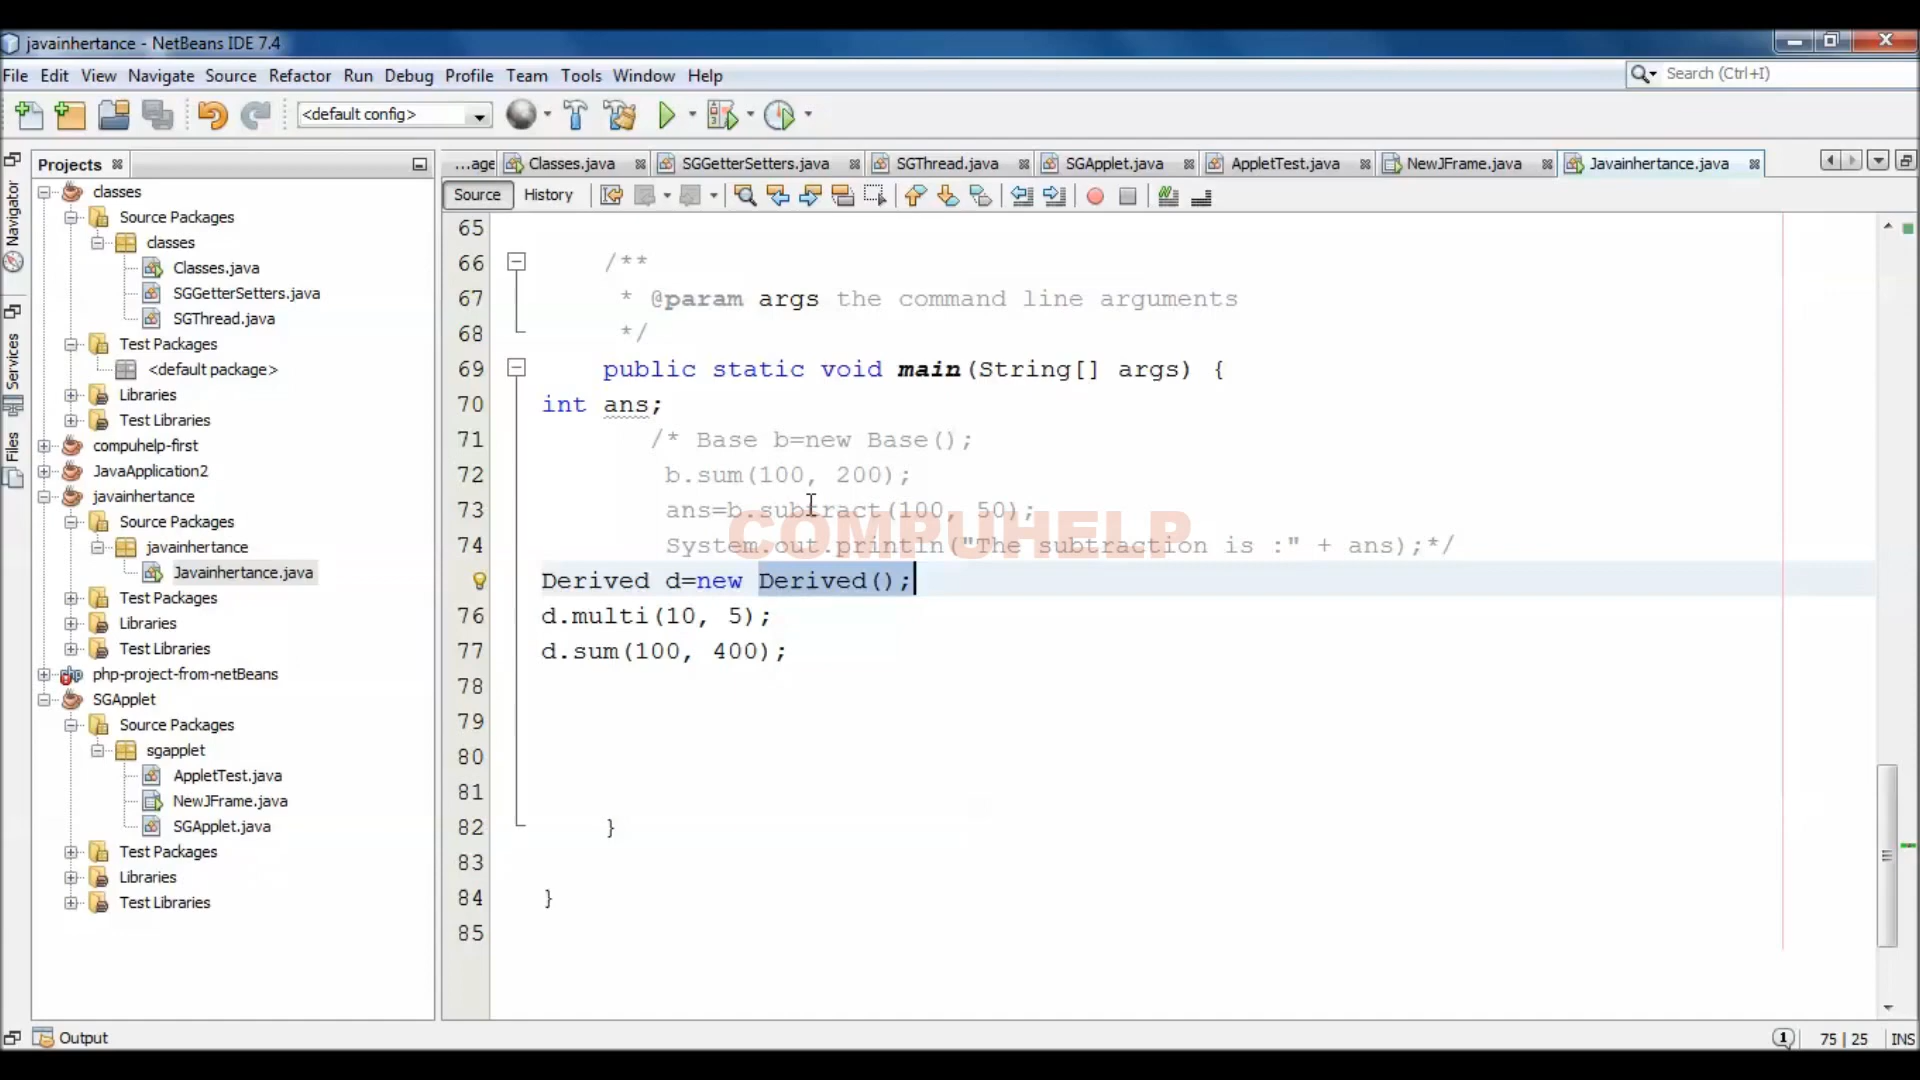 javainhertance - NetBeans IDE 7.4
File Edit View Navigate Source Refactor Run Debug Profile Team Tools Window Help
Search (Ctrl+I)
<default config>
Projects
...age Classes.java SGGetterSetters.java SGThread.java SGApplet.java AppletTest.java NewJFrame.java Javainhertance.java
Source History
Navigator
Services
Files
classes
Source Packages
classes
Classes.java
SGGetterSetters.java
SGThread.java
Test Packages
<default package>
Libraries
Test Libraries
compuhelp-first
JavaApplication2
javainhertance
Source Packages
javainhertance
Javainhertance.java
Test Packages
Libraries
Test Libraries
php-project-from-netBeans
SGApplet
Source Packages
sgapplet
AppletTest.java
NewJFrame.java
SGApplet.java
Test Packages
Libraries
Test Libraries
65
66 /**
67 * @param args the command line arguments
68 */
69 public static void main(String[] args) {
70 int ans;
71 /* Base b=new Base();
72 b.sum(100, 200);
73 ans=b.subtract(100, 50);
74 System.out.println("The subtraction is :" + ans);*/
Derived d=new Derived();
76 d.multi(10, 5);
77 d.sum(100, 400);
78
79
80
81
82 }
83
84 }
85
COMPUHELP
Output
1 75 | 25 INS